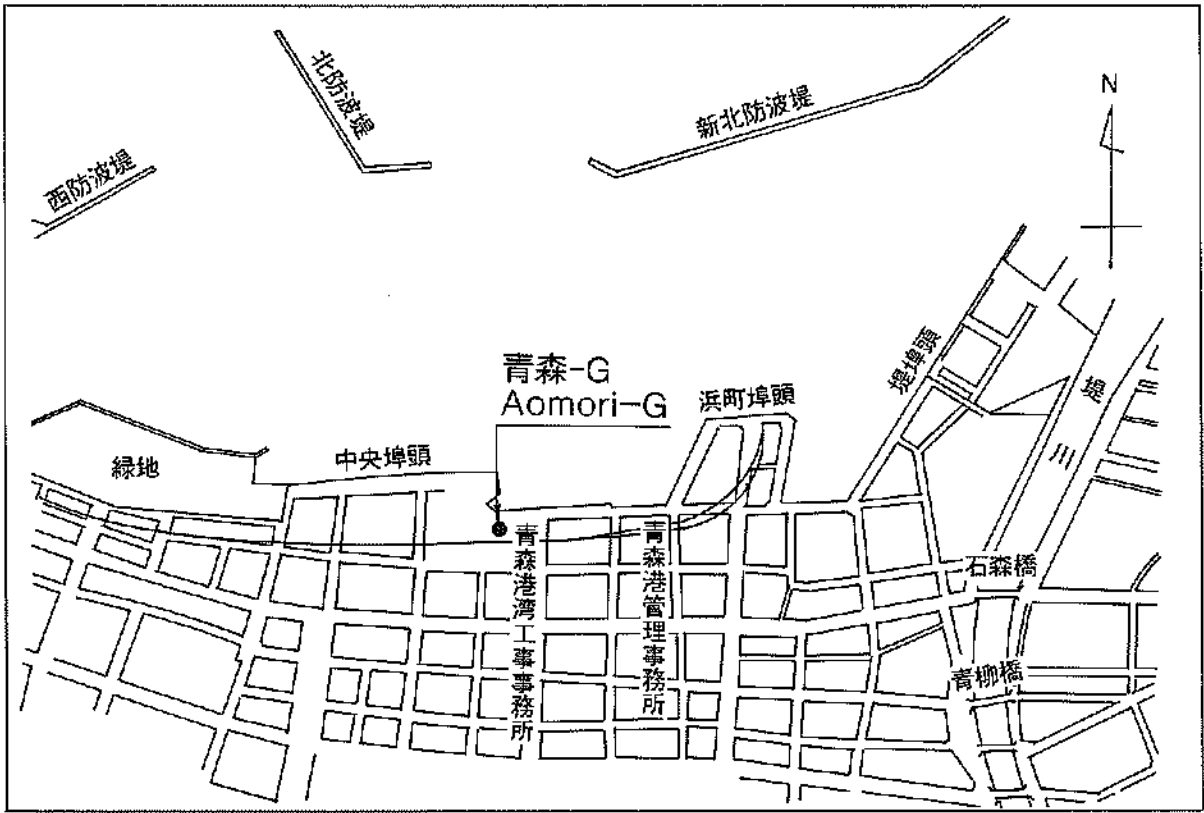 北防波堤
新北防波堤
N
西防波堤
青森-G
Aomori-G
浜町埠頭
堤埠頭
堤川
緑地
中央埠頭
青森港湾工事事務所
青森港管理事務所
石森橋
青柳橋